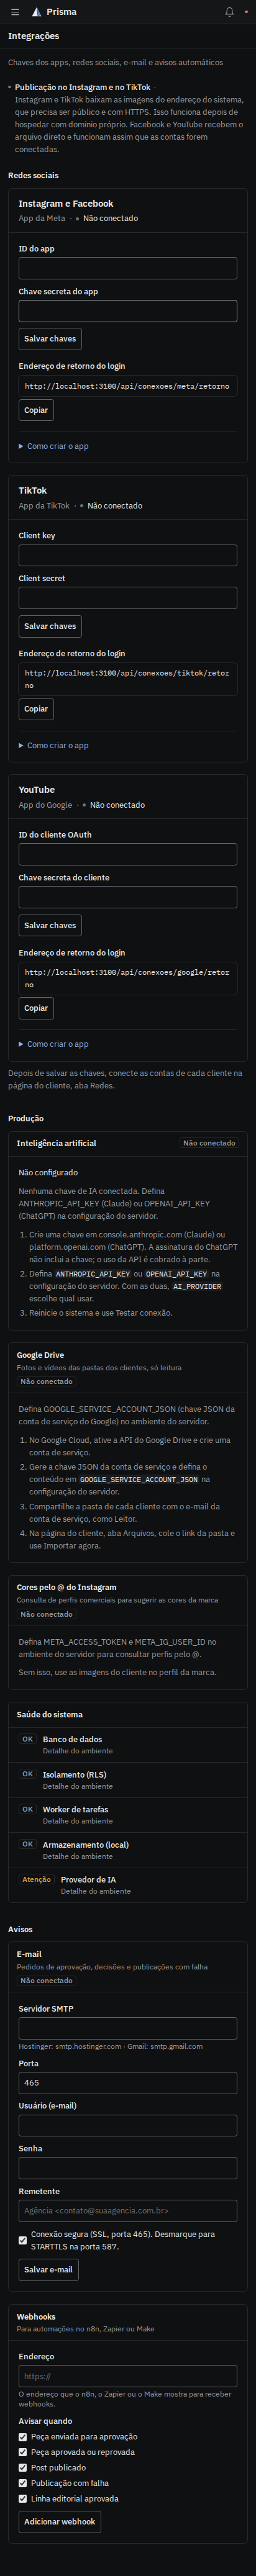 Prisma
Integrações
Chaves dos apps, redes sociais, e-mail e avisos automáticos
Publicação no Instagram e no TikTok ·
Instagram e TikTok baixam as imagens do endereço do sistema,
que precisa ser público e com HTTPS. Isso funciona depois de
hospedar com domínio próprio. Facebook e YouTube recebem o
arquivo direto e funcionam assim que as contas forem
conectadas.
Redes sociais
Instagram e Facebook
App da Meta · Não conectado
ID do app
Chave secreta do app
Salvar chaves
Endereço de retorno do login
http://localhost:3100/api/conexoes/meta/retorno
Copiar
Como criar o app
TikTok
App da TikTok · Não conectado
Client key
Client secret
Salvar chaves
Endereço de retorno do login
http://localhost:3100/api/conexoes/tiktok/retor
no
Copiar
Como criar o app
YouTube
App do Google · Não conectado
ID do cliente OAuth
Chave secreta do cliente
Salvar chaves
Endereço de retorno do login
http://localhost:3100/api/conexoes/google/retor
no
Copiar
Como criar o app
Depois de salvar as chaves, conecte as contas de cada cliente na
página do cliente, aba Redes.
Produção
Inteligência artificial
Não conectado
Não configurado
Nenhuma chave de IA conectada. Defina
ANTHROPIC_API_KEY (Claude) ou OPENAI_API_KEY
(ChatGPT) na configuração do servidor.
1. Crie uma chave em console.anthropic.com (Claude) ou
platform.openai.com (ChatGPT). A assinatura do ChatGPT
não inclui a chave; o uso da API é cobrado à parte.
2. Defina ANTHROPIC_API_KEY ou OPENAI_API_KEY na
configuração do servidor. Com as duas, AI_PROVIDER
escolhe qual usar.
3. Reinicie o sistema e use Testar conexão.
Google Drive
Fotos e vídeos das pastas dos clientes, só leitura
Não conectado
Defina GOOGLE_SERVICE_ACCOUNT_JSON (chave JSON da
conta de serviço do Google) no ambiente do servidor.
1. No Google Cloud, ative a API do Google Drive e crie uma
conta de serviço.
2. Gere a chave JSON da conta de serviço e defina o
conteúdo em GOOGLE_SERVICE_ACCOUNT_JSON na
configuração do servidor.
3. Compartilhe a pasta de cada cliente com o e-mail da
conta de serviço, como Leitor.
4. Na página do cliente, aba Arquivos, cole o link da pasta e
use Importar agora.
Cores pelo @ do Instagram
Consulta de perfis comerciais para sugerir as cores da marca
Não conectado
Defina META_ACCESS_TOKEN e META_IG_USER_ID no
ambiente do servidor para consultar perfis pelo @.
Sem isso, use as imagens do cliente no perfil da marca.
Saúde do sistema
OK Banco de dados
Detalhe do ambiente
OK Isolamento (RLS)
Detalhe do ambiente
OK Worker de tarefas
Detalhe do ambiente
OK Armazenamento (local)
Detalhe do ambiente
Atenção Provedor de IA
Detalhe do ambiente
Avisos
E-mail
Pedidos de aprovação, decisões e publicações com falha
Não conectado
Servidor SMTP
Hostinger: smtp.hostinger.com · Gmail: smtp.gmail.com
Porta
465
Usuário (e-mail)
Senha
Remetente
Agência <contato@suaagencia.com.br>
Conexão segura (SSL, porta 465). Desmarque para
STARTTLS na porta 587.
Salvar e-mail
Webhooks
Para automações no n8n, Zapier ou Make
Endereço
https://
O endereço que o n8n, o Zapier ou o Make mostra para receber
webhooks.
Avisar quando
Peça enviada para aprovação
Peça aprovada ou reprovada
Post publicado
Publicação com falha
Linha editorial aprovada
Adicionar webhook